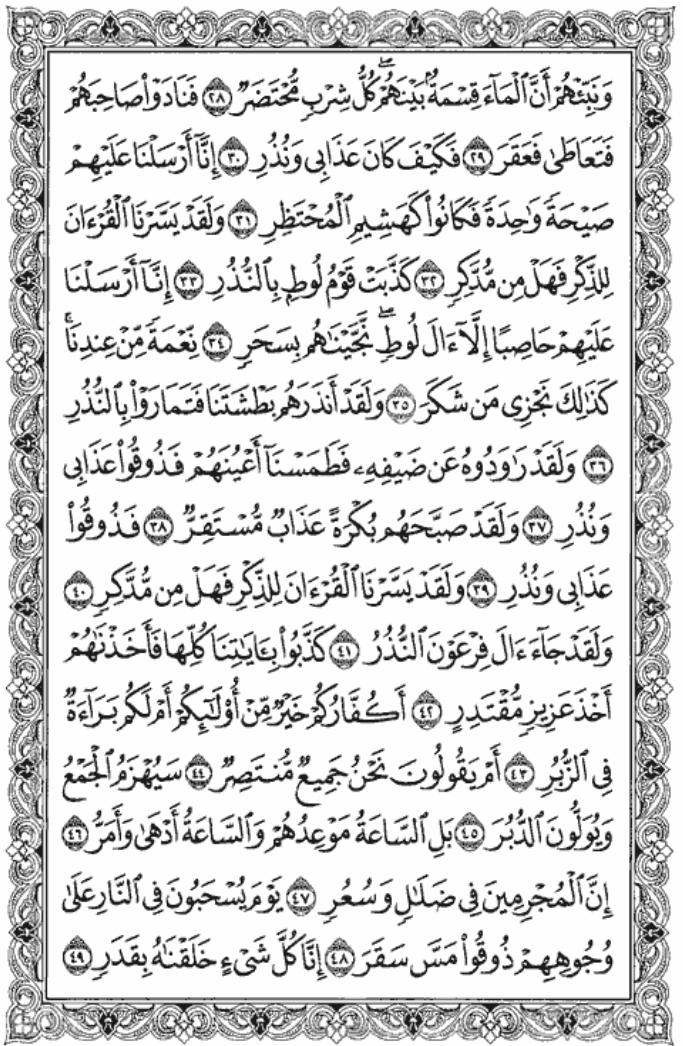 وَنَبِّئْهُمْ أَنَّ ٱلْمَآءَ قِسْمَةٌۢ بَيْنَهُمْ ۖ كُلُّ شِرْبٍ مُّحْتَضَرٌ ﴿٢٨﴾ فَنَادَوْا۟ صَاحِبَهُمْ
فَتَعَاطَىٰ فَعَقَرَ ﴿٢٩﴾ فَكَيْفَ كَانَ عَذَابِى وَنُذُرِ ﴿٣٠﴾ إِنَّآ أَرْسَلْنَا عَلَيْهِمْ
صَيْحَةً وَٰحِدَةً فَكَانُوا۟ كَهَشِيمِ ٱلْمُحْتَظِرِ ﴿٣١﴾ وَلَقَدْ يَسَّرْنَا ٱلْقُرْءَانَ
لِلذِّكْرِ فَهَلْ مِن مُّدَّكِرٍ ﴿٣٢﴾ كَذَّبَتْ قَوْمُ لُوطٍۭ بِٱلنُّذُرِ ﴿٣٣﴾ إِنَّآ أَرْسَلْنَا
عَلَيْهِمْ حَاصِبًا إِلَّآ ءَالَ لُوطٍ ۖ نَّجَّيْنَٰهُم بِسَحَرٍ ﴿٣٤﴾ نِّعْمَةً مِّنْ عِندِنَا ۚ
كَذَٰلِكَ نَجْزِى مَن شَكَرَ ﴿٣٥﴾ وَلَقَدْ أَنذَرَهُم بَطْشَتَنَا فَتَمَارَوْا۟ بِٱلنُّذُرِ
﴿٣٦﴾ وَلَقَدْ رَٰوَدُوهُ عَن ضَيْفِهِۦ فَطَمَسْنَآ أَعْيُنَهُمْ فَذُوقُوا۟ عَذَابِى
وَنُذُرِ ﴿٣٧﴾ وَلَقَدْ صَبَّحَهُم بُكْرَةً عَذَابٌ مُّسْتَقِرٌّ ﴿٣٨﴾ فَذُوقُوا۟
عَذَابِى وَنُذُرِ ﴿٣٩﴾ وَلَقَدْ يَسَّرْنَا ٱلْقُرْءَانَ لِلذِّكْرِ فَهَلْ مِن مُّدَّكِرٍ ﴿٤٠﴾
وَلَقَدْ جَآءَ ءَالَ فِرْعَوْنَ ٱلنُّذُرُ ﴿٤١﴾ كَذَّبُوا۟ بِـَٔايَٰتِنَا كُلِّهَا فَأَخَذْنَٰهُمْ
أَخْذَ عَزِيزٍ مُّقْتَدِرٍ ﴿٤٢﴾ أَكُفَّارُكُمْ خَيْرٌ مِّنْ أُو۟لَٰٓئِكُمْ أَمْ لَكُم بَرَآءَةٌ
فِى ٱلزُّبُرِ ﴿٤٣﴾ أَمْ يَقُولُونَ نَحْنُ جَمِيعٌ مُّنتَصِرٌ ﴿٤٤﴾ سَيُهْزَمُ ٱلْجَمْعُ
وَيُوَلُّونَ ٱلدُّبُرَ ﴿٤٥﴾ بَلِ ٱلسَّاعَةُ مَوْعِدُهُمْ وَٱلسَّاعَةُ أَدْهَىٰ وَأَمَرُّ ﴿٤٦﴾
إِنَّ ٱلْمُجْرِمِينَ فِى ضَلَٰلٍ وَسُعُرٍ ﴿٤٧﴾ يَوْمَ يُسْحَبُونَ فِى ٱلنَّارِ عَلَىٰ
وُجُوهِهِمْ ذُوقُوا۟ مَسَّ سَقَرَ ﴿٤٨﴾ إِنَّا كُلَّ شَىْءٍ خَلَقْنَٰهُ بِقَدَرٍ ﴿٤٩﴾